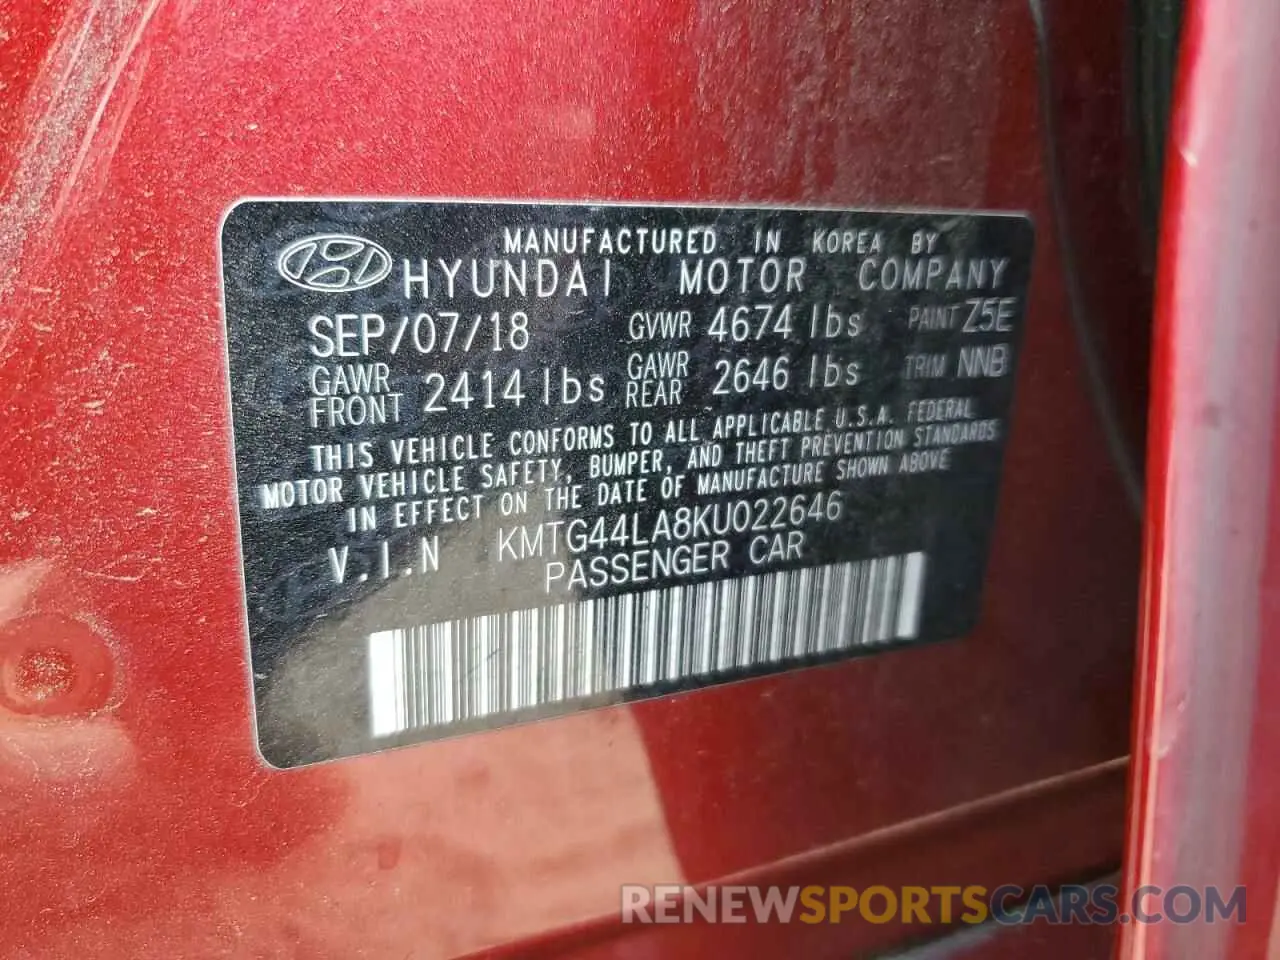 MANUFACTURED IN KOREA BY
HYUNDAI MOTOR COMPANY
SEP/07/18 GVWR 4674 lbs PAINT Z5E
GAWR FRONT 2414 lbs GAWR REAR 2646 lbs TRIM NNB
THIS VEHICLE CONFORMS TO ALL APPLICABLE U.S.A. FEDERAL
MOTOR VEHICLE SAFETY, BUMPER, AND THEFT PREVENTION STANDARDS
IN EFFECT ON THE DATE OF MANUFACTURE SHOWN ABOVE
V.I.N KMTG44LA8KU022646
PASSENGER CAR
RENEWSPORTSCARS.COM